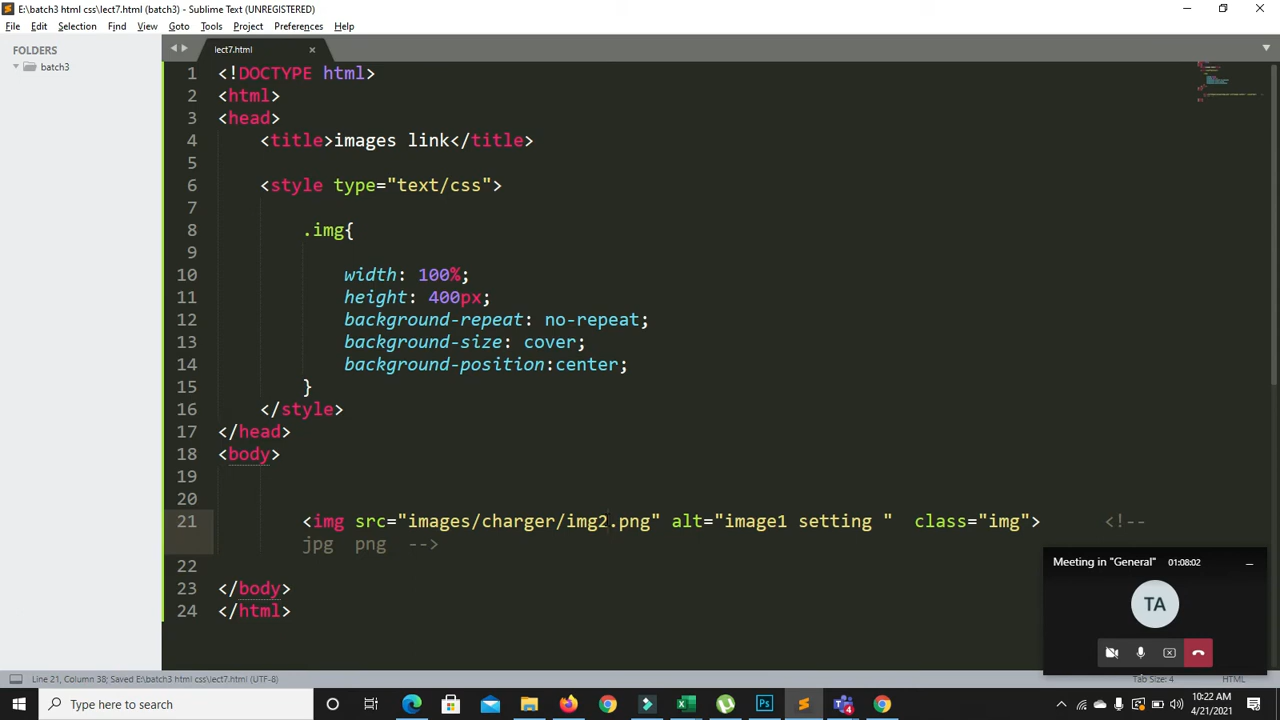 E:\batch3 html css\lect7.html (batch3) - Sublime Text (UNREGISTERED)
File Edit Selection Find View Goto Tools Project Preferences Help
FOLDERS
batch3
lect7.html
1 <!DOCTYPE html>
2 <html>
3 <head>
4 <title>images link</title>
5
6 <style type="text/css">
7
8 .img{
9
10 width: 100%;
11 height: 400px;
12 background-repeat: no-repeat;
13 background-size: cover;
14 background-position:center;
15 }
16 </style>
17 </head>
18 <body>
19
20
21 <img src="images/charger/img2.png" alt="image1 setting " class="img"> <!--
jpg png -->
22
23 </body>
24 </html>
Meeting in "General" 01:08:02
TA
Line 21, Column 38; Saved E:\batch3 html css\lect7.html (UTF-8)
Tab Size: 4 HTML
Type here to search
10:22 AM
4/21/2021